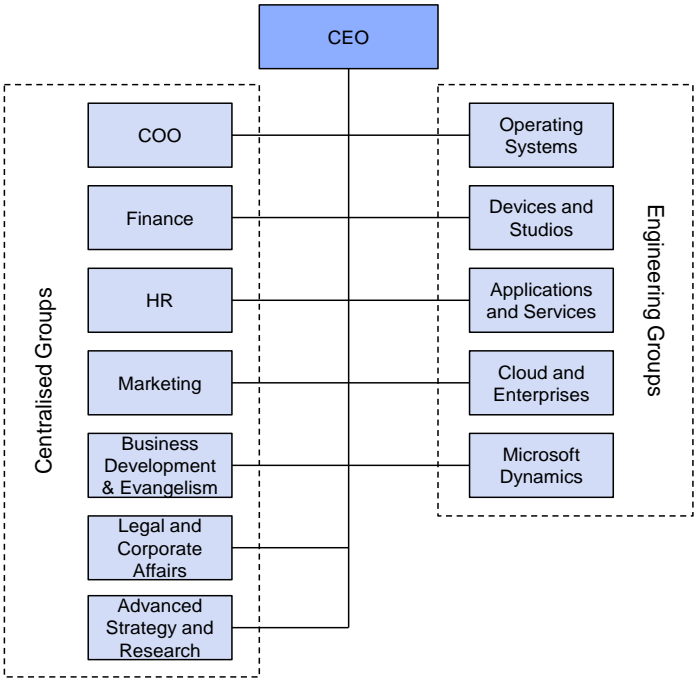 CEO
Centralised Groups
COO
Finance
HR
Marketing
Business
Development
& Evangelism
Legal and
Corporate
Affairs
Advanced
Strategy and
Research
Operating
Systems
Devices and
Studios
Applications
and Services
Cloud and
Enterprises
Microsoft
Dynamics
Engineering Groups